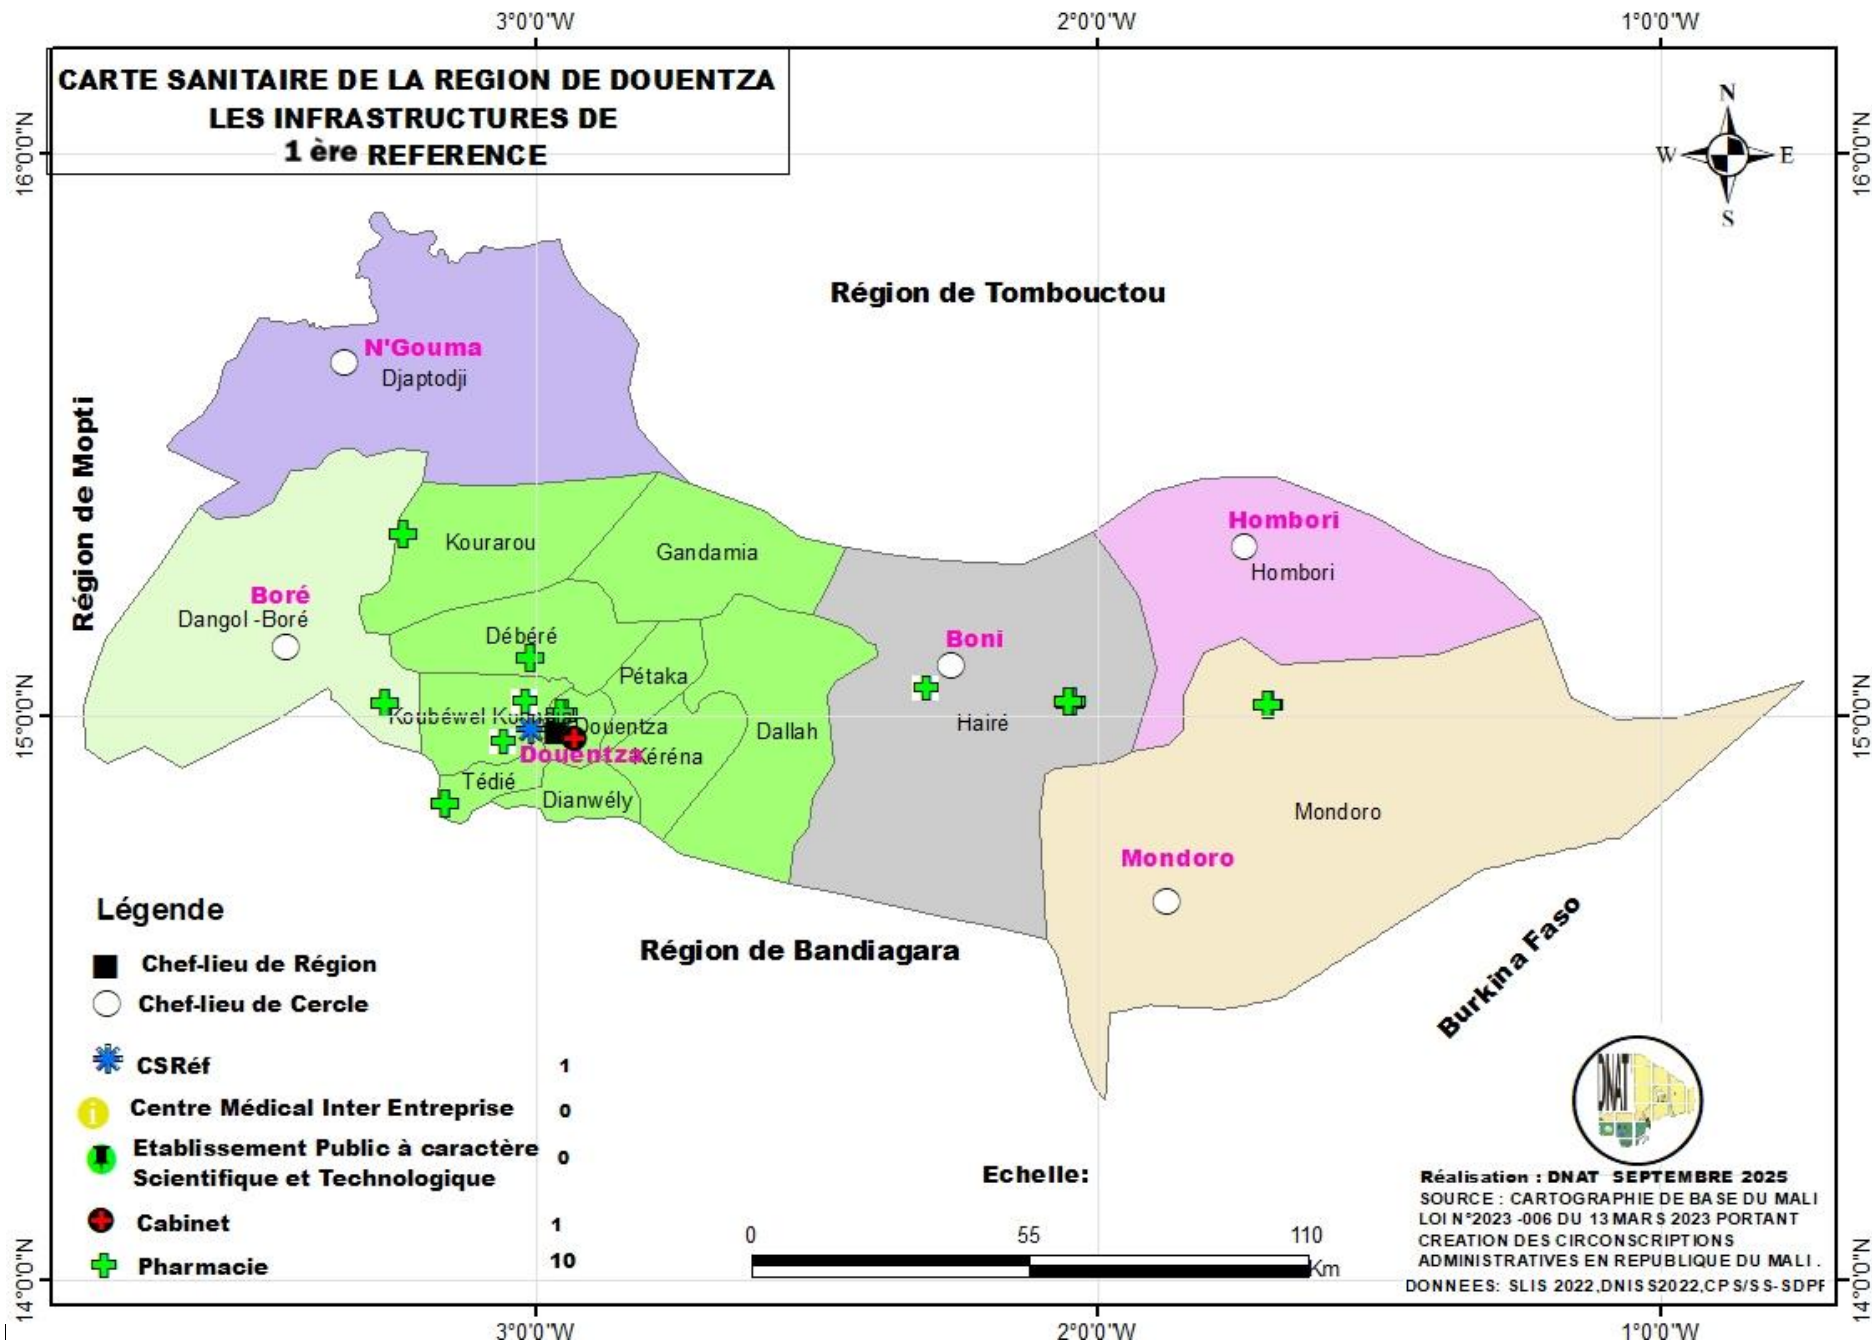 3°0'0"W
2°0'0"W
1°0'0"W
CARTE SANITAIRE DE LA REGION DE DOUENTZA
LES INFRASTRUCTURES DE
1 ère REFERENCE
16°0'0"N
16°0'0"N
N
W
E
S
Région de Tombouctou
N'Gouma
Djaptodji
Région de Mopti
Kourarou
Gandamia
Hombori
Hombori
Boré
Dangol -Boré
Débéré
Boni
Pétaka
15°0'0"N
Koubéwel
Douentza
Dallah
Hairé
15°0'0"N
Douentza
Kéréna
Tédié
Dianwély
Mondoro
Mondoro
Légende
Région de Bandiagara
Burkina Faso
Chef-lieu de Région
Chef-lieu de Cercle
CSRéf 1
Centre Médical Inter Entreprise 0
Etablissement Public à caractère 0
Scientifique et Technologique
Cabinet 1
Pharmacie 10
Echelle:
0 55 110
Km
DNAT
Réalisation : DNAT SEPTEMBRE 2025
SOURCE : CARTOGRAPHIE DE BASE DU MALI
LOI N°2023 -006 DU 13 MARS 2023 PORTANT
CREATION DES CIRCONSCRIPTIONS
ADMINISTRATIVES EN REPUBLIQUE DU MALI .
DONNEES: SLIS 2022,DNISS2022,CPS/SS-SDPF
14°0'0"N
14°0'0"N
3°0'0"W
2°0'0"W
1°0'0"W